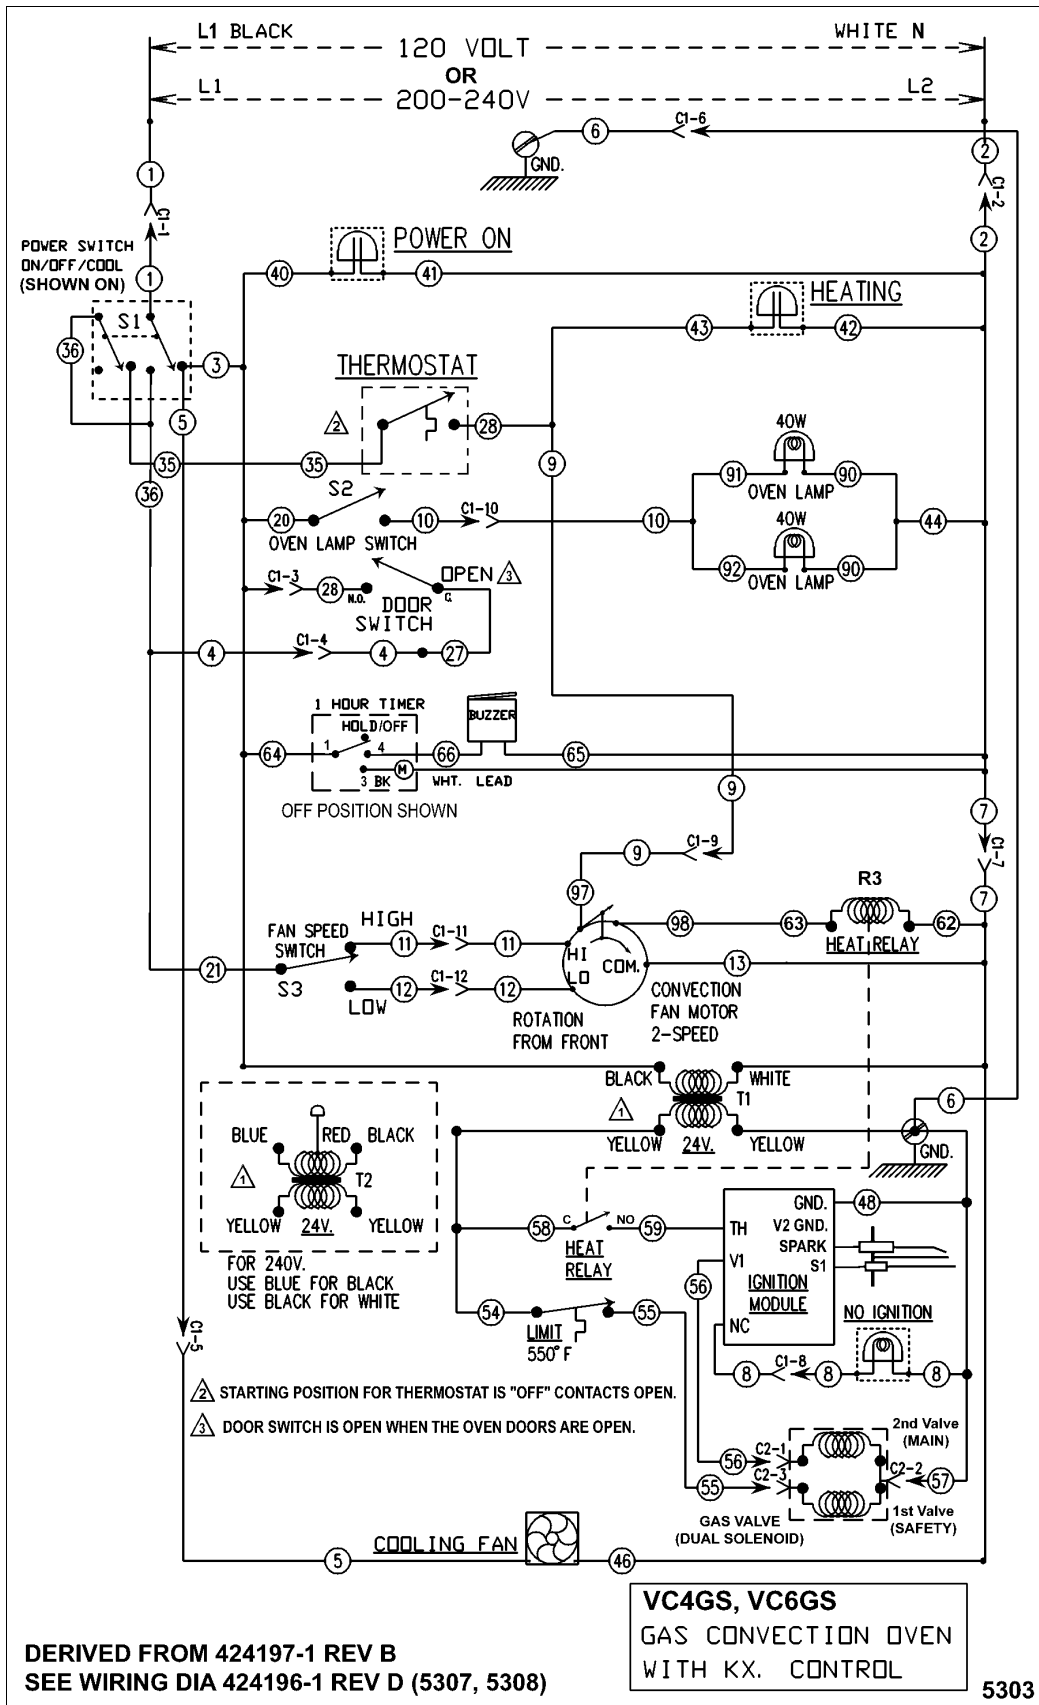 L1 BLACK
WHITE N
120 VOLT
OR
L1
L2
200-240V
C1-6
6
GND.
1
2
C1-1
C1-2
POWER SWITCH
ON/OFF/COOL
(SHOWN ON)
1
2
POWER ON
40
41
HEATING
43
42
S1
36
3
THERMOSTAT
5
2
28
35
35
9
36
40W
91
90
OVEN LAMP
S2
20
10
C1-10
10
44
OVEN LAMP SWITCH
40W
92
90
OVEN LAMP
C1-3
28
N.O.
OPEN
3
C.
DOOR
SWITCH
4
C1-4
4
27
1 HOUR TIMER
HOLD/OFF
BUZZER
64
1
4
66
65
3 BK
M
WHT. LEAD
OFF POSITION SHOWN
9
7
C1-7
9
C1-9
97
R3
7
HIGH
FAN SPEED
SWITCH
11
C1-11
11
98
63
62
HEAT RELAY
HI
LO
COM.
13
21
S3
12
C1-12
12
LOW
CONVECTION
FAN MOTOR
2-SPEED
ROTATION
FROM FRONT
BLACK
WHITE
1
T1
YELLOW
24V.
YELLOW
6
GND.
BLUE
RED
BLACK
1
T2
YELLOW
24V.
YELLOW
FOR 240V.
USE BLUE FOR BLACK
USE BLACK FOR WHITE
58
C
NO
59
HEAT
RELAY
TH
GND.
48
V2 GND.
SPARK
V1
S1
56
IGNITION
MODULE
NC
54
55
LIMIT
550°F
NO IGNITION
8
C1-8
8
8
C1-5
2 STARTING POSITION FOR THERMOSTAT IS "OFF" CONTACTS OPEN.
3 DOOR SWITCH IS OPEN WHEN THE OVEN DOORS ARE OPEN.
2nd Valve
(MAIN)
56
C2-1
55
C2-3
C2-2
57
GAS VALVE
(DUAL SOLENOID)
1st Valve
(SAFETY)
COOLING FAN
5
46
VC4GS, VC6GS
GAS CONVECTION OVEN
WITH KX. CONTROL
DERIVED FROM 424197-1 REV B
SEE WIRING DIA 424196-1 REV D (5307, 5308)
5303